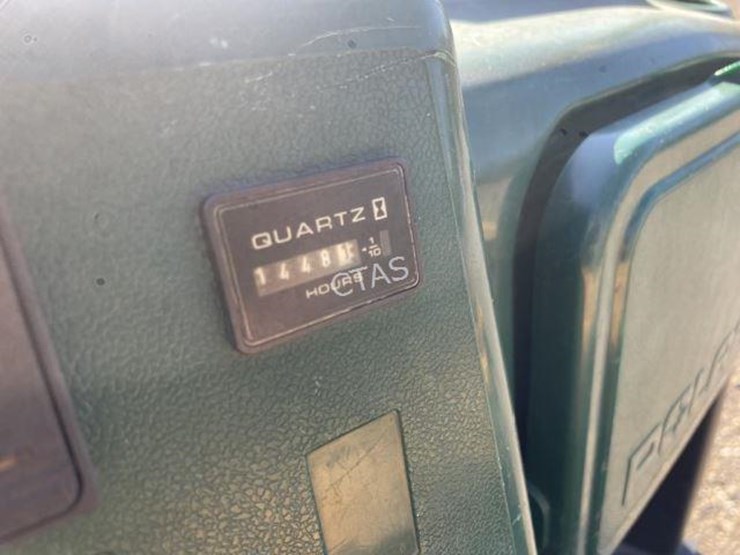 QUARTZ
1448
1/10
HOURS
CTAS